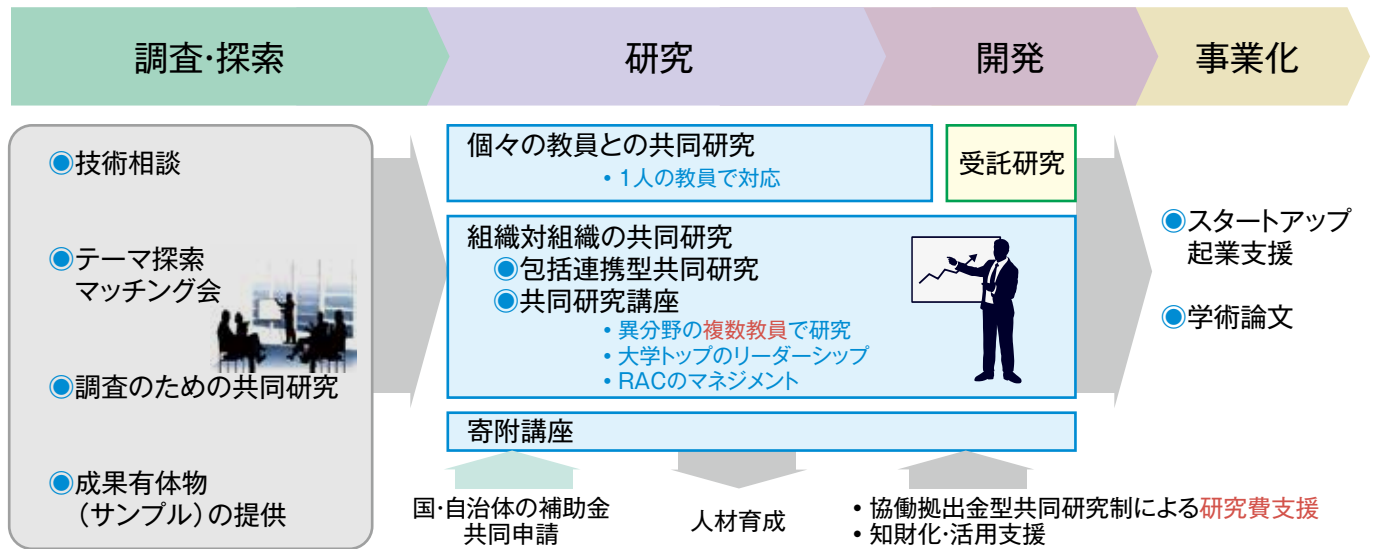 調査・探索
研究
開発
事業化
◉技術相談
◉テーマ探索
マッチング会
◉調査のための共同研究
◉成果有体物
（サンプル）の提供
個々の教員との共同研究
・1人の教員で対応
受託研究
組織対組織の共同研究
◉包括連携型共同研究
◉共同研究講座
・異分野の複数教員で研究
・大学トップのリーダーシップ
・RACのマネジメント
寄附講座
国・自治体の補助金
共同申請
人材育成
・協働拠出金型共同研究制による研究費支援
・知財化・活用支援
◉スタートアップ
起業支援
◉学術論文